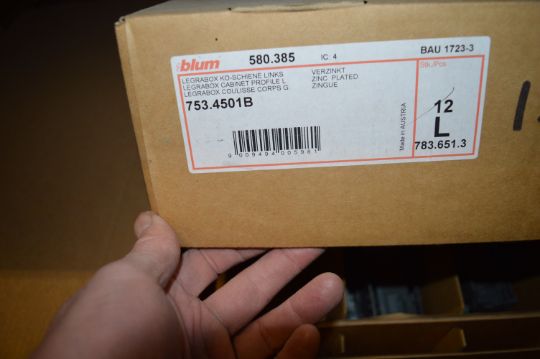 blum 580.385 IC: 4 BAU 1723-3
LEGRABOX KO-SCHIENE LINKS VERZINKT Stk./Pcs
LEGRABOX CABINET PROFILE L ZINC PLATED
LEGRABOX COULISSE CORPS G. ZINGUE
753.4501B
12
L
Made in AUSTRIA
783.651.3